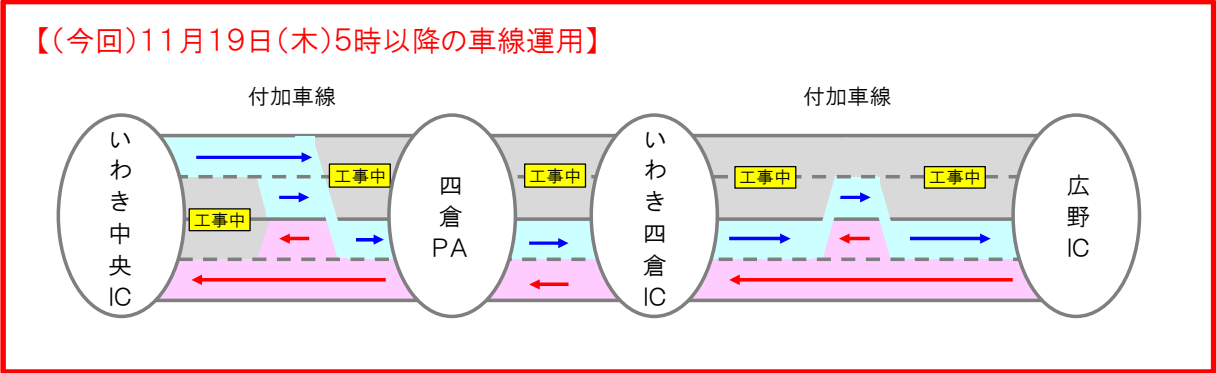 【(今回)11月19日(木)5時以降の車線運用】
付加車線
付加車線
いわき中央IC
工事中
工事中
四倉PA
工事中
いわき四倉IC
工事中
工事中
広野IC